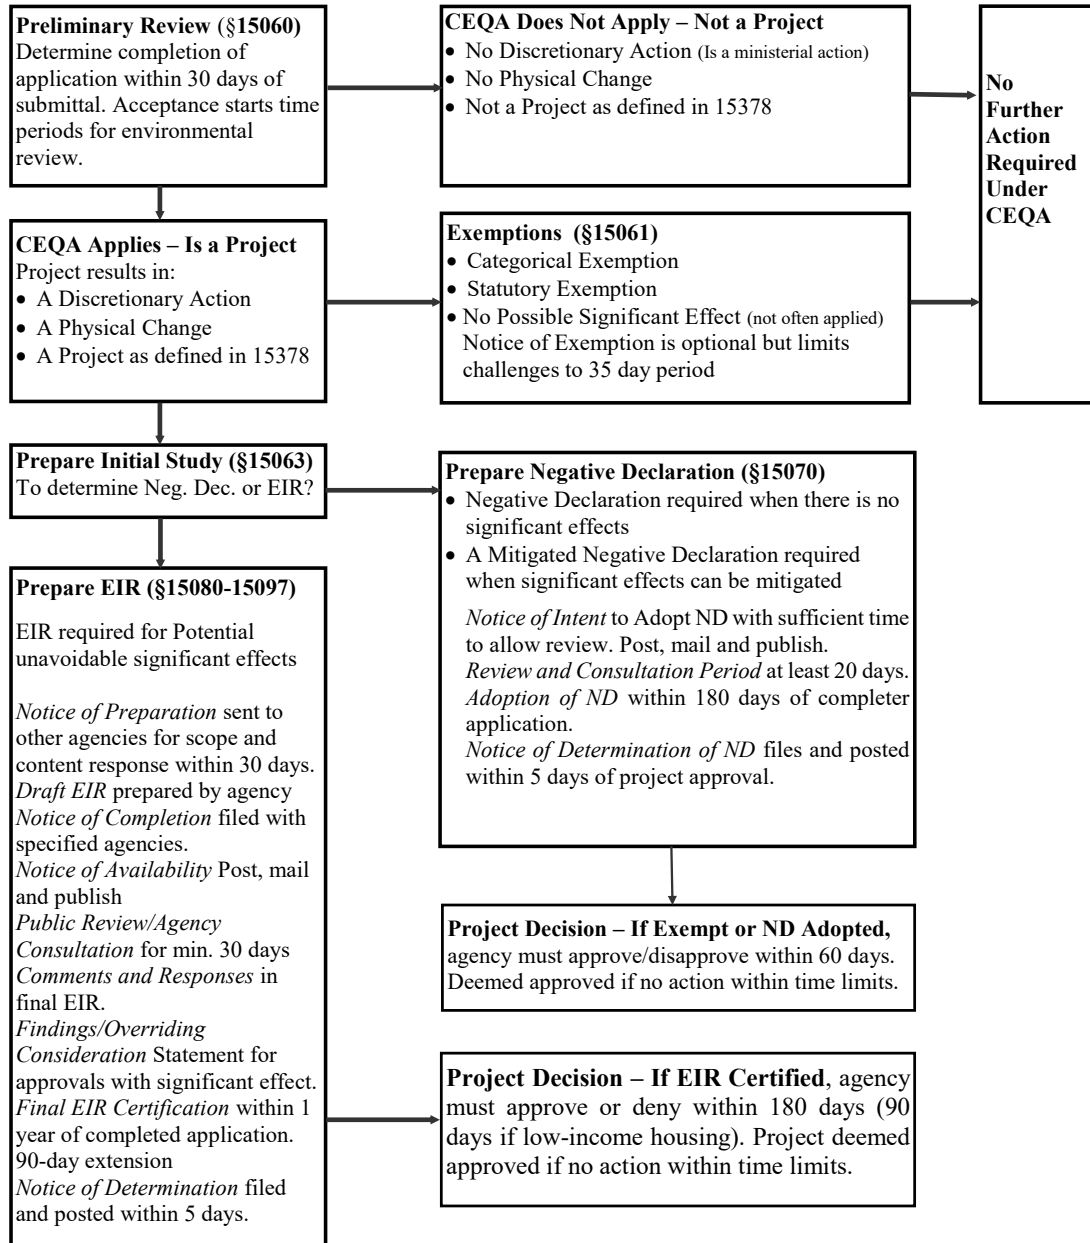 Preliminary Review (§15060)
Determine completion of
application within 30 days of
submittal. Acceptance starts time
periods for environmental
review.
CEQA Does Not Apply – Not a Project
• No Discretionary Action (Is a ministerial action)
• No Physical Change
• Not a Project as defined in 15378
No
Further
Action
Required
Under
CEQA
CEQA Applies – Is a Project
Project results in:
• A Discretionary Action
• A Physical Change
• A Project as defined in 15378
Exemptions (§15061)
• Categorical Exemption
• Statutory Exemption
• No Possible Significant Effect (not often applied)
Notice of Exemption is optional but limits
challenges to 35 day period
Prepare Initial Study (§15063)
To determine Neg. Dec. or EIR?
Prepare Negative Declaration (§15070)
• Negative Declaration required when there is no
significant effects
• A Mitigated Negative Declaration required
when significant effects can be mitigated
Notice of Intent to Adopt ND with sufficient time
to allow review. Post, mail and publish.
Review and Consultation Period at least 20 days.
Adoption of ND within 180 days of completer
application.
Notice of Determination of ND files and posted
within 5 days of project approval.
Prepare EIR (§15080-15097)
EIR required for Potential
unavoidable significant effects
Notice of Preparation sent to
other agencies for scope and
content response within 30 days.
Draft EIR prepared by agency
Notice of Completion filed with
specified agencies.
Notice of Availability Post, mail
and publish
Public Review/Agency
Consultation for min. 30 days
Comments and Responses in
final EIR.
Findings/Overriding
Consideration Statement for
approvals with significant effect.
Final EIR Certification within 1
year of completed application.
90-day extension
Notice of Determination filed
and posted within 5 days.
Project Decision – If Exempt or ND Adopted,
agency must approve/disapprove within 60 days.
Deemed approved if no action within time limits.
Project Decision – If EIR Certified, agency
must approve or deny within 180 days (90
days if low-income housing). Project deemed
approved if no action within time limits.